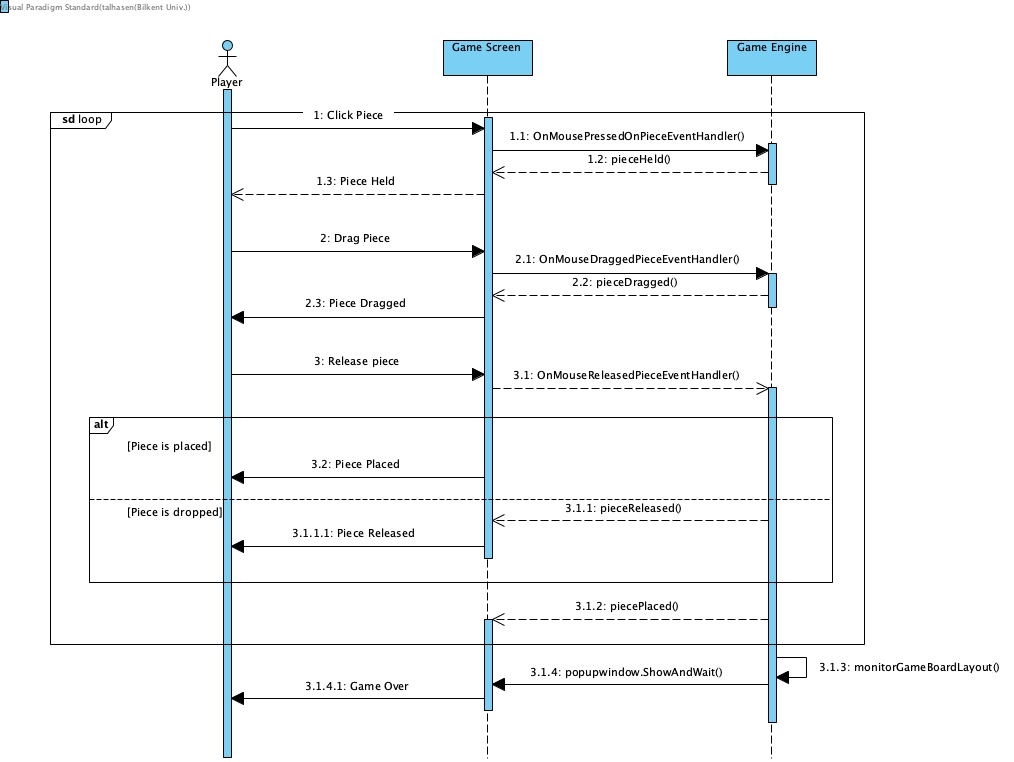 Visual Paradigm Standard(talhasen(Bilkent Univ.))
Game Screen
Game Engine
Player
sd loop
1: Click Piece
1.1: OnMousePressedOnPieceEventHandler()
1.2: pieceHeld()
1.3: Piece Held
2: Drag Piece
2.1: OnMouseDraggedPieceEventHandler()
2.2: pieceDragged()
2.3: Piece Dragged
3: Release piece
3.1: OnMouseReleasedPieceEventHandler()
alt
[Piece is placed]
3.2: Piece Placed
[Piece is dropped]
3.1.1: pieceReleased()
3.1.1.1: Piece Released
3.1.2: piecePlaced()
3.1.3: monitorGameBoardLayout()
3.1.4: popupwindow.ShowAndWait()
3.1.4.1: Game Over